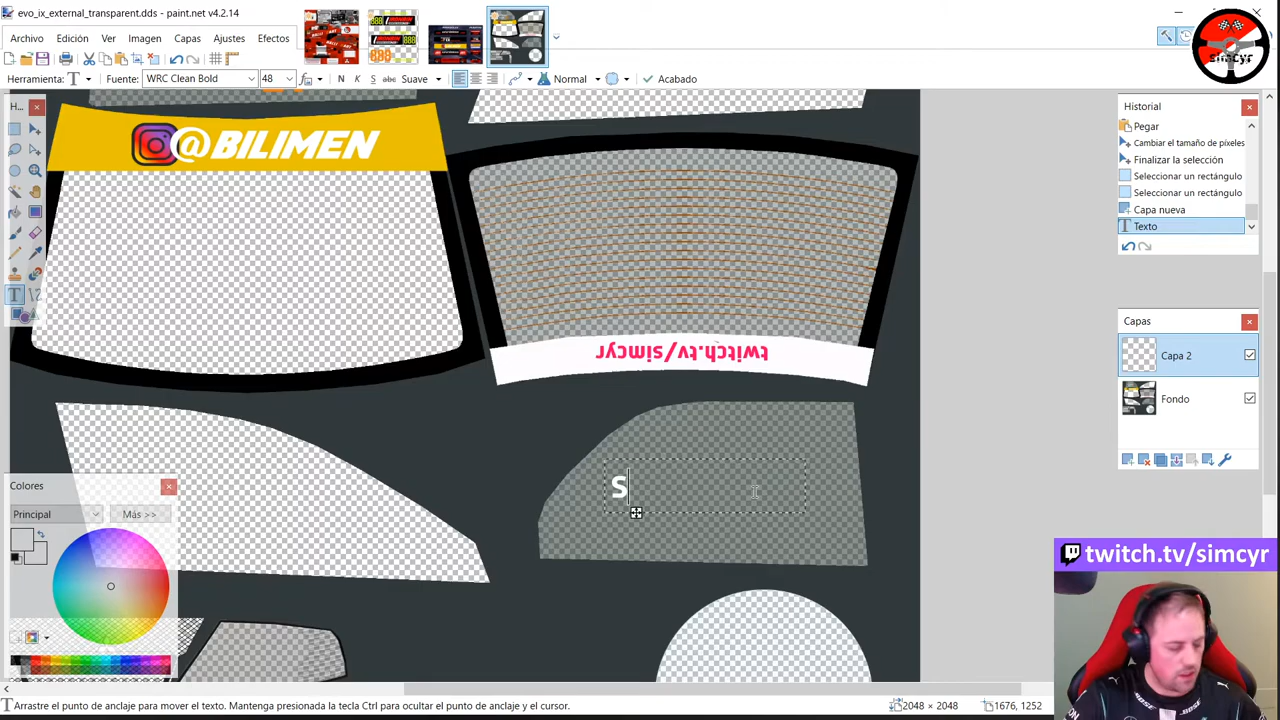 evo_ix_external_transp
s - paint.net v4.2.14
Archivo
Edición
Imagen
Ajustes
Efectos
Herramienta:
Fuente:
WRC Clean Bold
48
N
K
S
abc
Suave
Normal
Acabado
H...
@BILIMEN
twitch.tv/simcyr
S
Historial
Pegar
Cambiar el tamaño de píxeles
Finalizar la selección
Seleccionar un rectángulo
Seleccionar un rectángulo
Capa nueva
Texto
Capas
Capa 2
Fondo
Colores
Principal
Más >>
simcyr
twitch.tv/simcyr
Arrastre el punto de anclaje para mover el texto. Mantenga presionada la tecla Ctrl para ocultar el punto de anclaje y el cursor.
2048 × 2048
1676, 1252